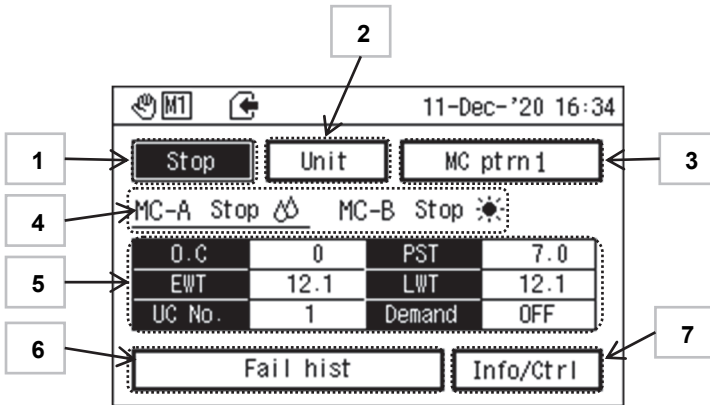 2
M1 11-Dec-'20 16:34
1 Stop Unit MC ptrn1 3
4 MC-A Stop MC-B Stop
O.C 0 PST 7.0
5 EWT 12.1 LWT 12.1
UC No. 1 Demand OFF
6 7
Fail hist Info/Ctrl